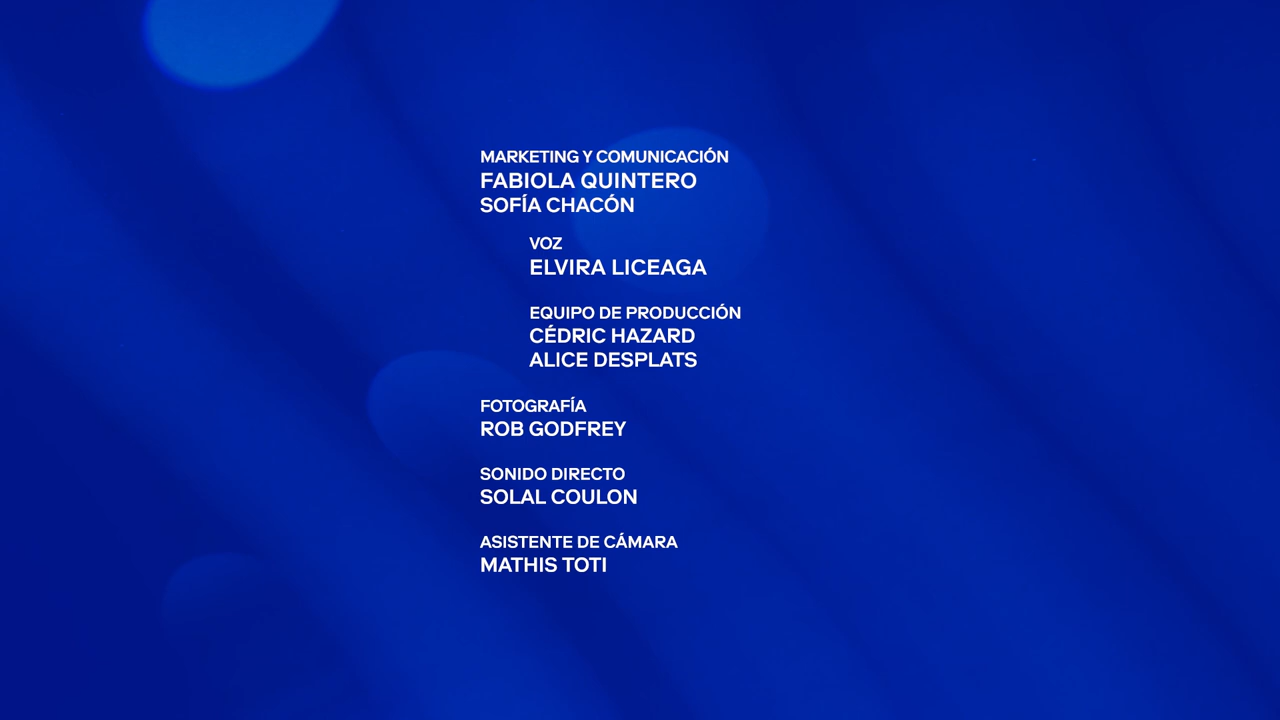 MARKETING Y COMUNICACIÓN
FABIOLA QUINTERO
SOFÍA CHACÓN
VOZ
ELVIRA LICEAGA
EQUIPO DE PRODUCCIÓN
CÉDRIC HAZARD
ALICE DESPLATS
FOTOGRAFÍA
ROB GODFREY
SONIDO DIRECTO
SOLAL COULON
ASISTENTE DE CÁMARA
MATHIS TOTI